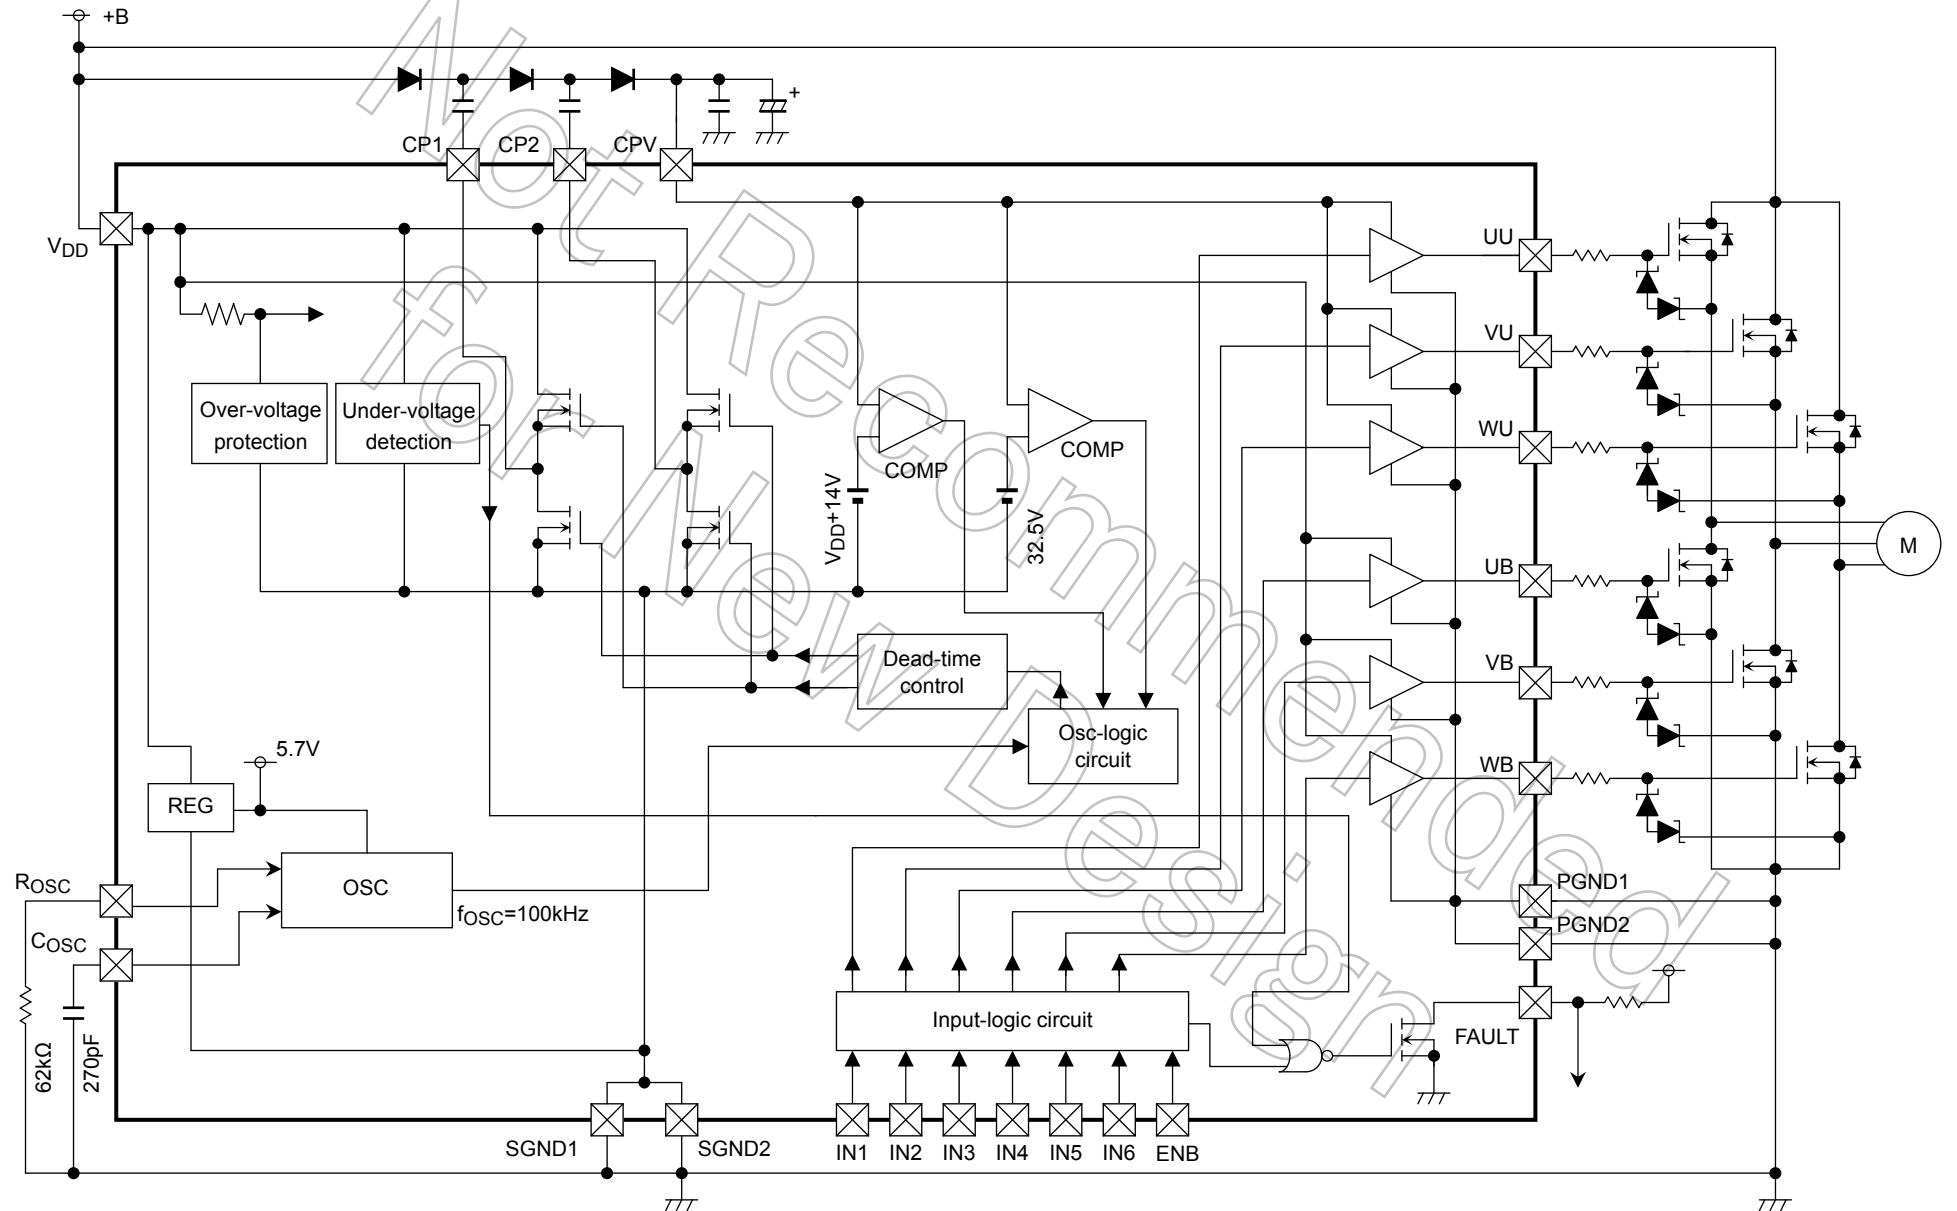 +B
CP1
CP2
CPV
VDD
UU
VU
WU
UB
VB
WB
Over-voltage
protection
Under-voltage
detection
COMP
COMP
VDD+14V
32.5V
M
Dead-time
control
Osc-logic
circuit
5.7V
REG
OSC
fOSC=100kHz
ROSC
COSC
62kΩ
270pF
PGND1
PGND2
FAULT
Input-logic circuit
SGND1
SGND2
IN1
IN2
IN3
IN4
IN5
IN6
ENB
+
Not Recommended
for New Design